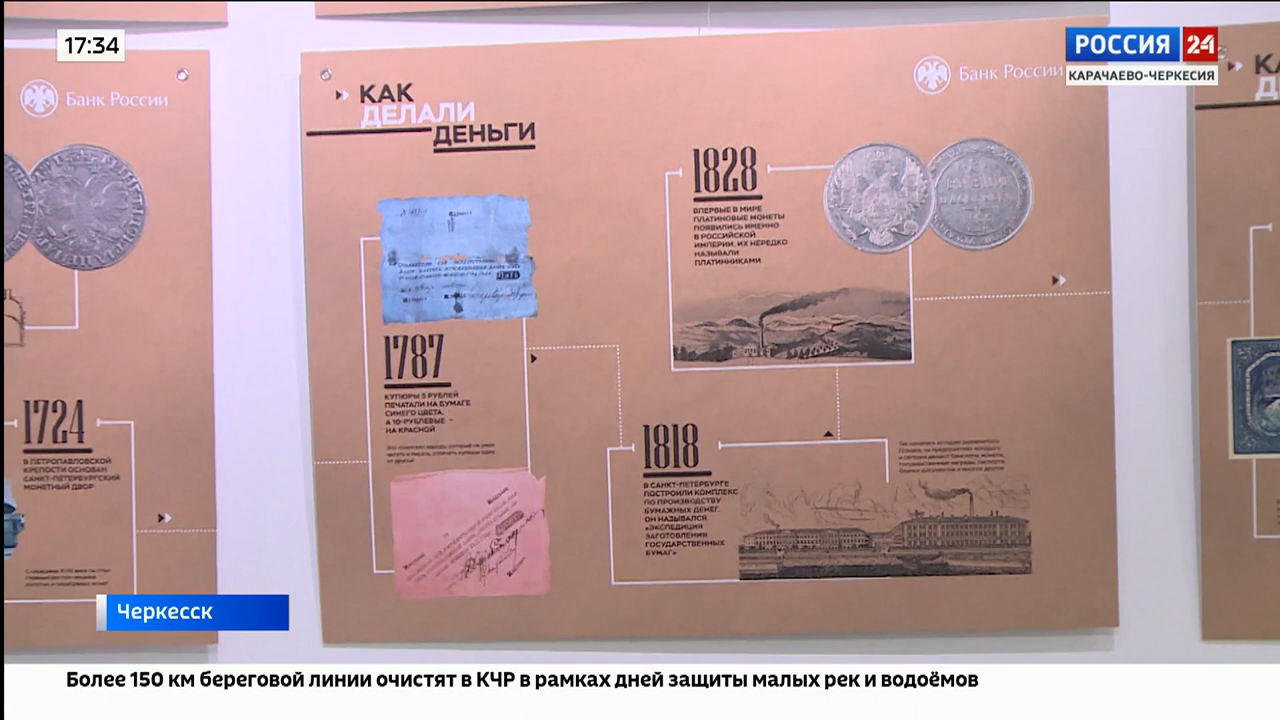 17:34
РОССИЯ 24
КАРАЧАЕВО-ЧЕРКЕСИЯ
Банк России
1724
В ПЕТРОПАВЛОВСКОЙ
КРЕПОСТИ ОСНОВАН
САНКТ-ПЕТЕРБУРГСКИЙ
МОНЕТНЫЙ ДВОР
КАК
ДЕЛАЛИ
ДЕНЬГИ
Банк России
1787
КУПЮРЫ 5 РУБЛЕЙ
ПЕЧАТАЛИ НА БУМАГЕ
СИНЕГО ЦВЕТА,
А 10-РУБЛЕВЫЕ –
НА КРАСНОЙ
1828
ВПЕРВЫЕ В МИРЕ
ПЛАТИНОВЫЕ МОНЕТЫ
ПОЯВИЛИСЬ ИМЕННО
В РОССИЙСКОЙ
ИМПЕРИИ. ИХ НЕРЕДКО
НАЗЫВАЛИ
ПЛАТИННИКАМИ
1818
В САНКТ-ПЕТЕРБУРГЕ
ПОСТРОИЛИ КОМПЛЕКС
ПО ПРОИЗВОДСТВУ
БУМАЖНЫХ ДЕНЕГ.
ОН НАЗЫВАЛСЯ
«ЭКСПЕДИЦИЯ
ЗАГОТОВЛЕНИЯ
ГОСУДАРСТВЕННЫХ
БУМАГ»
Черкесск
Более 150 км береговой линии очистят в КЧР в рамках дней защиты малых рек и водоёмов